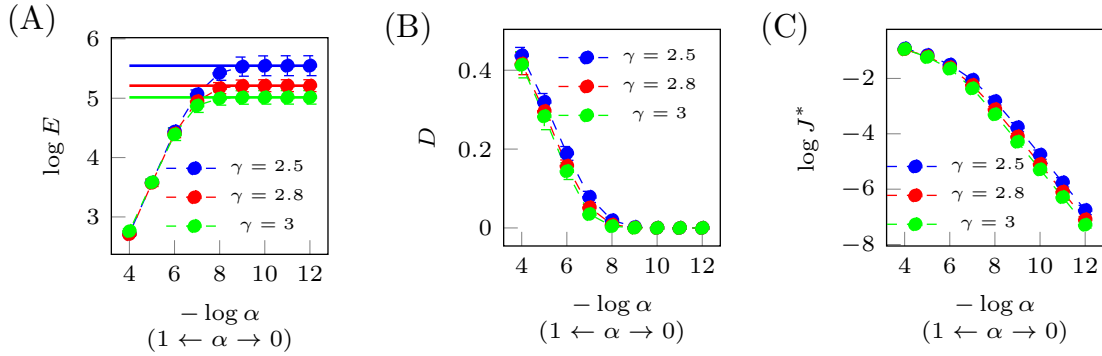 (A)
6
5
4
3
log E
γ = 2.5
γ = 2.8
γ = 3
4 6 8 10 12
− log α
(1 ← α → 0)
(B)
0.4
0.2
0
D
γ = 2.5
γ = 2.8
γ = 3
4 6 8 10 12
− log α
(1 ← α → 0)
(C)
−2
−4
−6
−8
log J*
γ = 2.5
γ = 2.8
γ = 3
4 6 8 10 12
− log α
(1 ← α → 0)